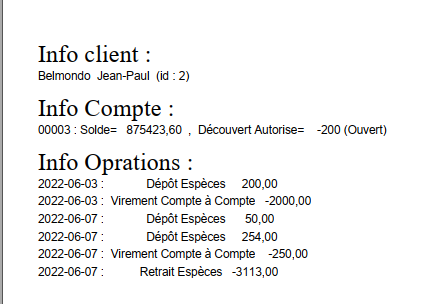 Info client :
Belmondo Jean-Paul (id : 2)
Info Compte :
00003 : Solde= 875423,60 , Découvert Autorise= -200 (Ouvert)
Info Oprations :
2022-06-03 : Dépôt Espèces 200,00
2022-06-03 : Virement Compte à Compte -2000,00
2022-06-07 : Dépôt Espèces 50,00
2022-06-07 : Dépôt Espèces 254,00
2022-06-07 : Virement Compte à Compte -250,00
2022-06-07 : Retrait Espèces -3113,00